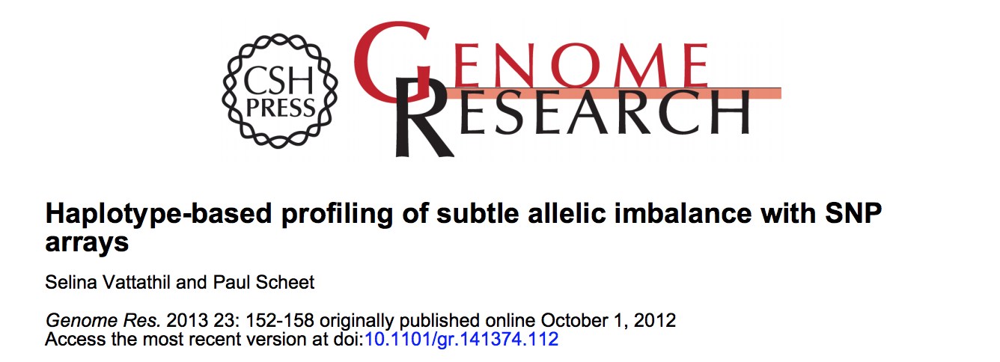 CSH
PRESS
GENOME
RESEARCH
Haplotype-based profiling of subtle allelic imbalance with SNP
arrays
Selina Vattathil and Paul Scheet
Genome Res. 2013 23: 152-158 originally published online October 1, 2012
Access the most recent version at doi:10.1101/gr.141374.112